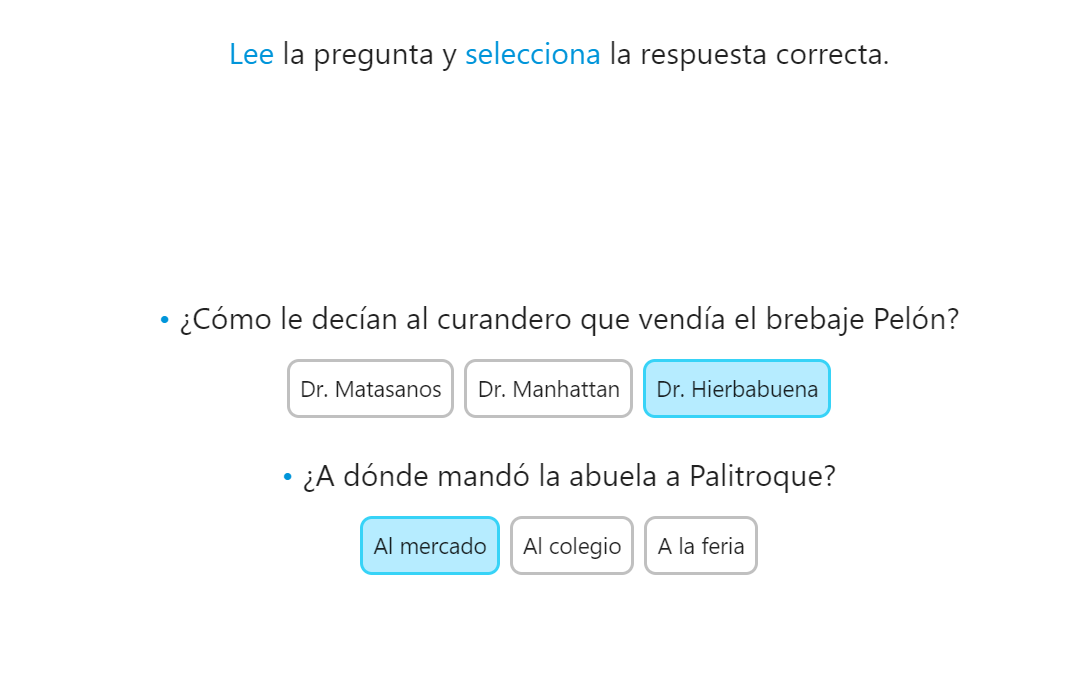 Lee la pregunta y selecciona la respuesta correcta.
• ¿Cómo le decían al curandero que vendía el brebaje Pelón?
Dr. Matasanos Dr. Manhattan Dr. Hierbabuena
• ¿A dónde mandó la abuela a Palitroque?
Al mercado Al colegio A la feria